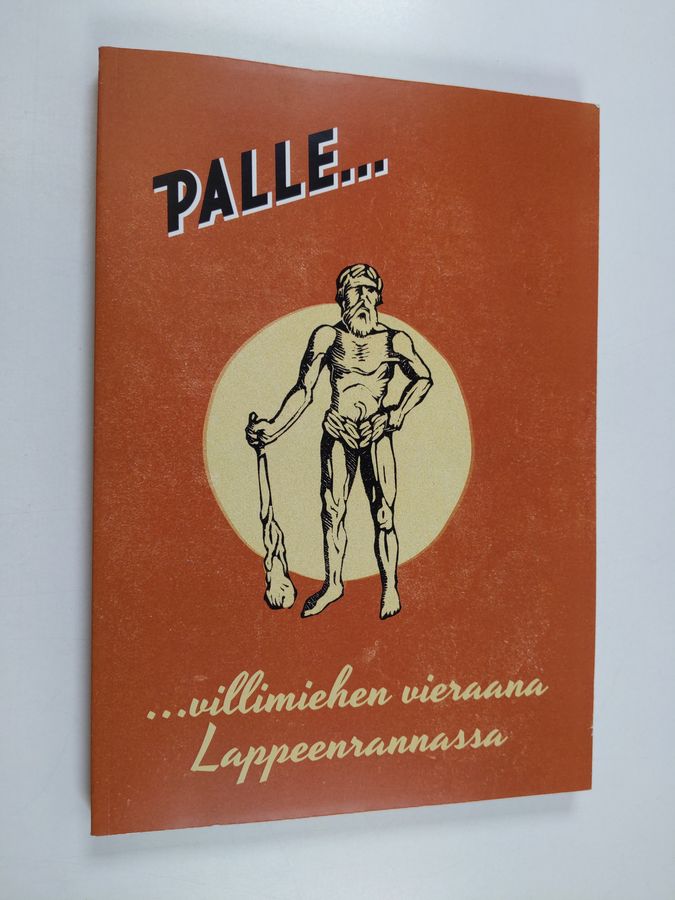 PALLE...
...villimiehen vieraana
Lappeenrannassa